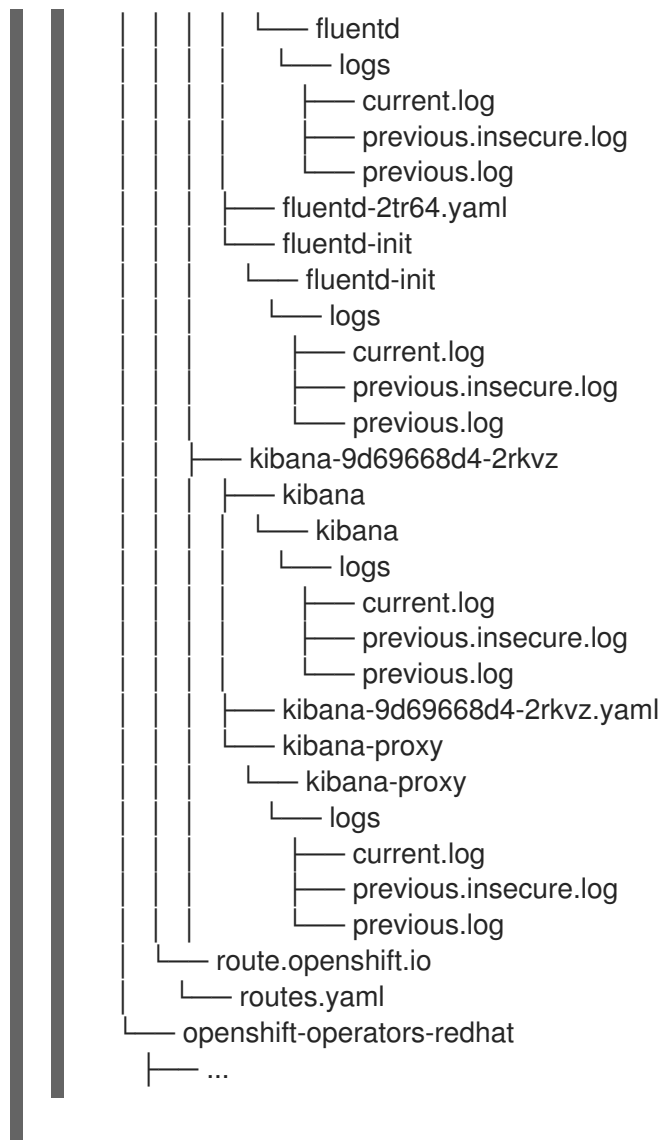 │ │ │ │ └── fluentd
│ │ │ │ └── logs
│ │ │ │ ├── current.log
│ │ │ │ ├── previous.insecure.log
│ │ │ │ └── previous.log
│ │ │ ├── fluentd-2tr64.yaml
│ │ │ └── fluentd-init
│ │ │ └── fluentd-init
│ │ │ └── logs
│ │ │ ├── current.log
│ │ │ ├── previous.insecure.log
│ │ │ └── previous.log
│ │ ├── kibana-9d69668d4-2rkvz
│ │ │ ├── kibana
│ │ │ │ └── kibana
│ │ │ │ └── logs
│ │ │ │ ├── current.log
│ │ │ │ ├── previous.insecure.log
│ │ │ │ └── previous.log
│ │ │ ├── kibana-9d69668d4-2rkvz.yaml
│ │ │ └── kibana-proxy
│ │ │ └── kibana-proxy
│ │ │ └── logs
│ │ │ ├── current.log
│ │ │ ├── previous.insecure.log
│ │ │ └── previous.log
│ └── route.openshift.io
│ └── routes.yaml
└── openshift-operators-redhat
├── ...